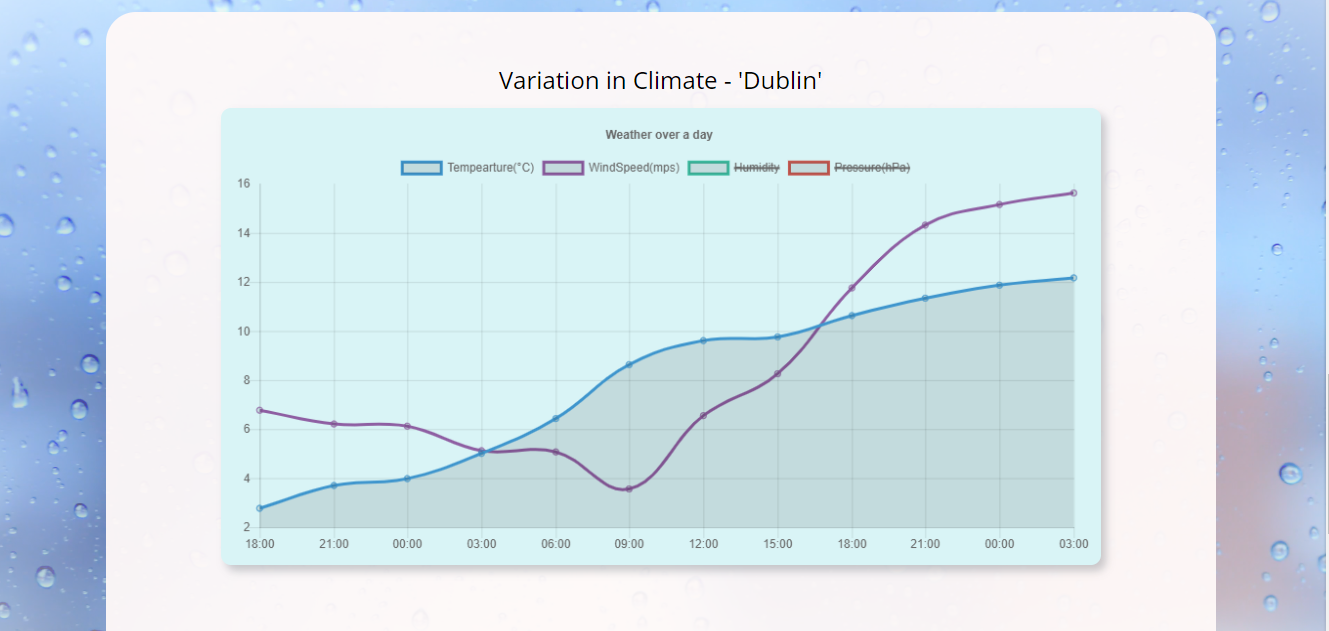 Variation in Climate - 'Dublin'
Weather over a day
Tempearture(°C) WindSpeed(mps) Humidity Pressure(hPa)
16
14
12
10
8
6
4
2
18:00 21:00 00:00 03:00 06:00 09:00 12:00 15:00 18:00 21:00 00:00 03:00